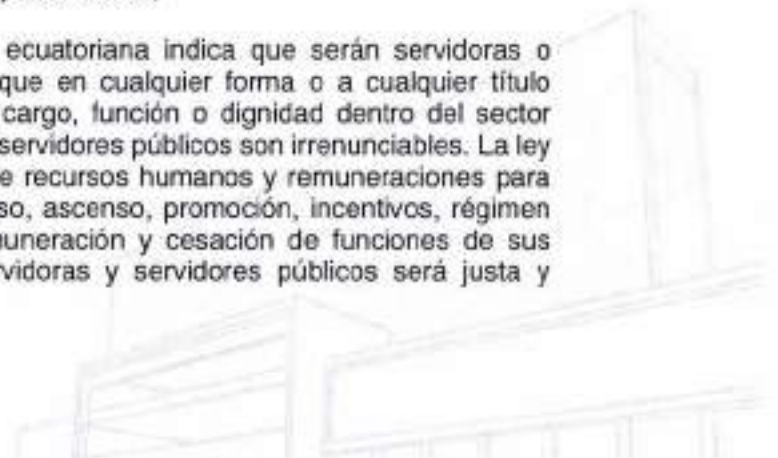 ecuatoriana indica que serán servidoras o
que en cualquier forma o a cualquier título
cargo, función o dignidad dentro del sector
servidores públicos son irrenunciables. La ley
e recursos humanos y remuneraciones para
so, ascenso, promoción, incentivos, régimen
uneración y cesación de funciones de sus
vidoras y servidores públicos será justa y